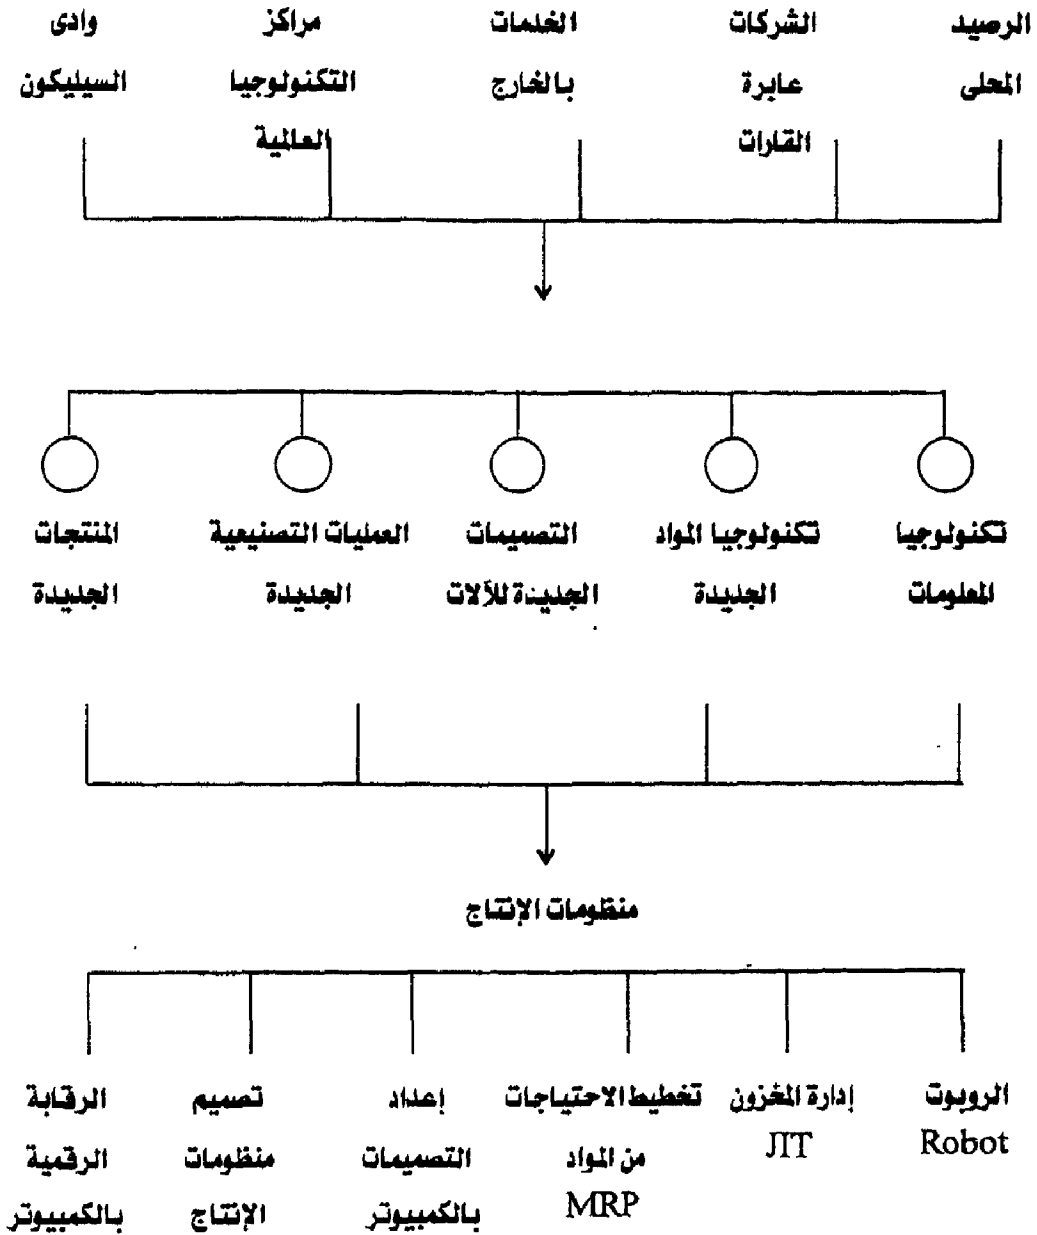 الرصيد
المحلى
الشركات
عابرة
القارات
الخدمات
بالخارج
مراكز
التكنولوجيا
العالمية
وادى
السيليكون
تكنولوجيا
المعلومات
تكنولوجيا المواد
الجديدة
التصميمات
الجديدة للآلات
العمليات التصنيعية
الجديدة
المنتجات
الجديدة
منظومات الإنتاج
الروبوت
Robot
إدارة المخزون
JIT
تخطيط الاحتياجات
من المواد
MRP
إعداد
التصميمات
بالكمبيوتر
تصميم
منظومات
الإنتاج
الرقابة
الرقمية
بالكمبيوتر